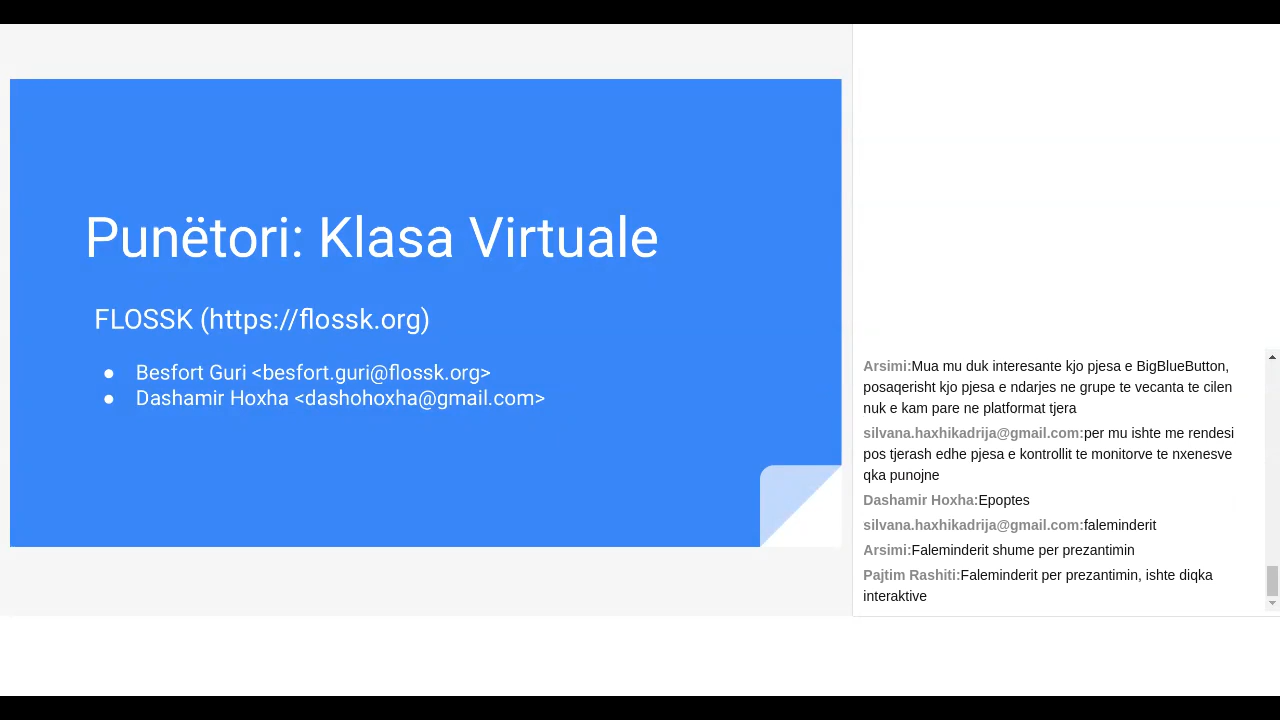 Punëtori: Klasa Virtuale
FLOSSK (https://flossk.org)
● Besfort Guri <besfort.guri@flossk.org>
● Dashamir Hoxha <dashohoxha@gmail.com>
Arsimi:Mua mu duk interesante kjo pjesa e BigBlueButton,
posaqerisht kjo pjesa e ndarjes ne grupe te vecanta te cilen
nuk e kam pare ne platformat tjera
silvana.haxhikadrija@gmail.com:per mu ishte me rendesi
pos tjerash edhe pjesa e kontrollit te monitorve te nxenesve
qka punojne
Dashamir Hoxha:Epoptes
silvana.haxhikadrija@gmail.com:faleminderit
Arsimi:Faleminderit shume per prezantimin
Pajtim Rashiti:Faleminderit per prezantimin, ishte diqka
interaktive